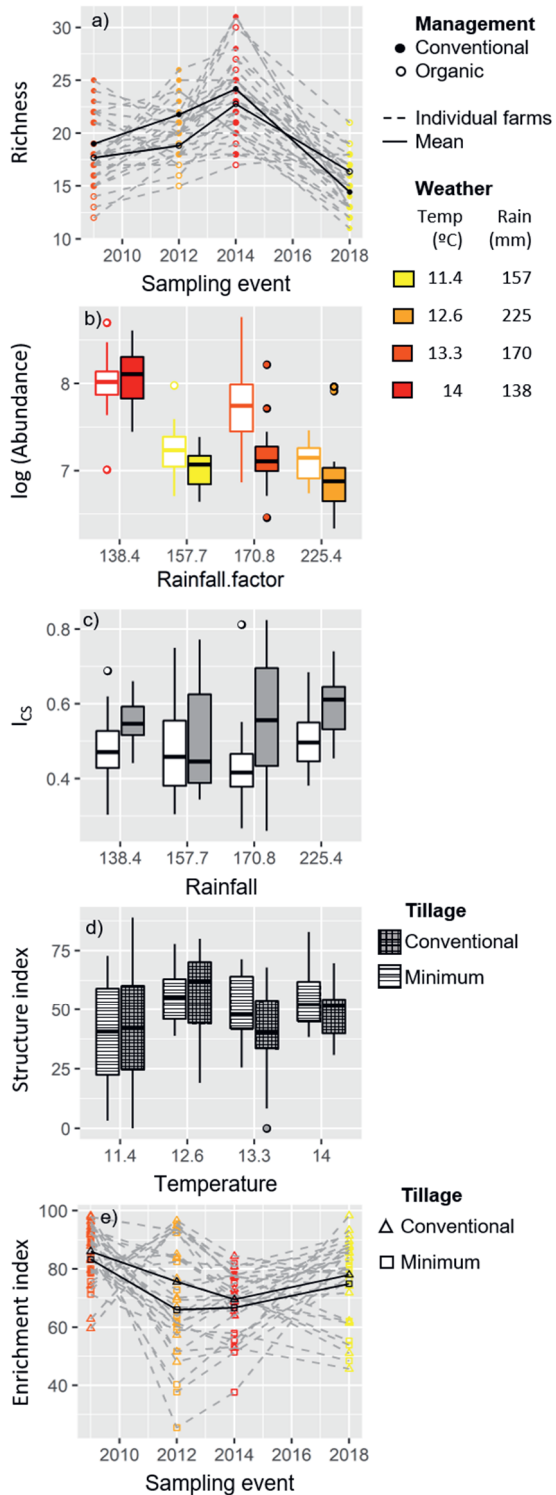 a)
30
25
20
15
10
Richness
2010
2012
2014
2016
2018
Sampling event
Management
Conventional
Organic
Individual farms
Mean
Weather
Temp Rain
(ºC) (mm)
11.4 157
12.6 225
13.3 170
14 138
b)
8
7
log (Abundance)
138.4
157.7
170.8
225.4
Rainfall.factor
c)
0.8
0.6
0.4
ICS
138.4
157.7
170.8
225.4
Rainfall
d)
75
50
25
0
Structure index
11.4
12.6
13.3
14
Temperature
Tillage
Conventional
Minimum
e)
100
80
60
40
Enrichment index
2010
2012
2014
2016
2018
Sampling event
Tillage
Conventional
Minimum